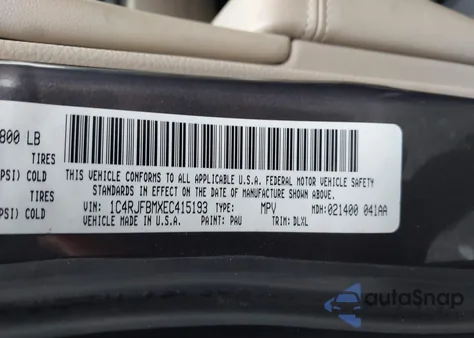 800 LB
TIRES
PSI) COLD
TIRES
PSI) COLD
THIS VEHICLE CONFORMS TO ALL APPLICABLE U.S.A. FEDERAL MOTOR VEHICLE SAFETY
STANDARDS IN EFFECT ON THE DATE OF MANUFACTURE SHOWN ABOVE.
VIN: 1C4RJFBMXEC415193 TYPE: MPV MDH:021400 041AA
VEHICLE MADE IN U.S.A. PAINT: PAU TRIM: DLXL
autoSnap